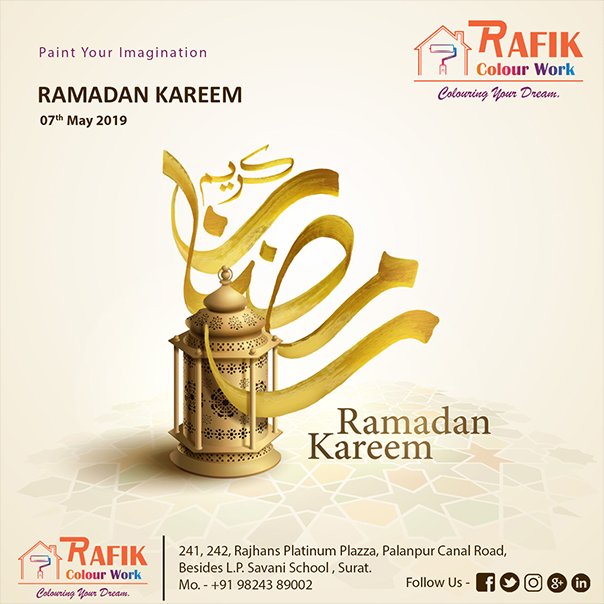 Paint Your Imagination
RAFIK
Colour Work
Colouring Your Dream.
RAMADAN KAREEM
07th May 2019
كريم
رمضان
Ramadan
Kareem
RAFIK
Colour Work
Colouring Your Dream.
241, 242, Rajhans Platinum Plazza, Palanpur Canal Road,
Besides L.P. Savani School , Surat.
Mo. - +91 98243 89002
Follow Us -